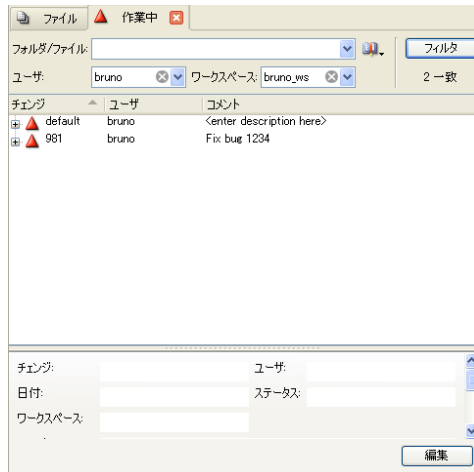 ファイル 作業中
フォルダ/ファイル:
フィルタ
ユーザ: bruno ワークスペース: bruno_ws 2 一致
チェンジ ユーザ コメント
default bruno <enter description here>
981 bruno Fix bug 1234
チェンジ: ユーザ:
日付: ステータス:
ワークスペース:
編集